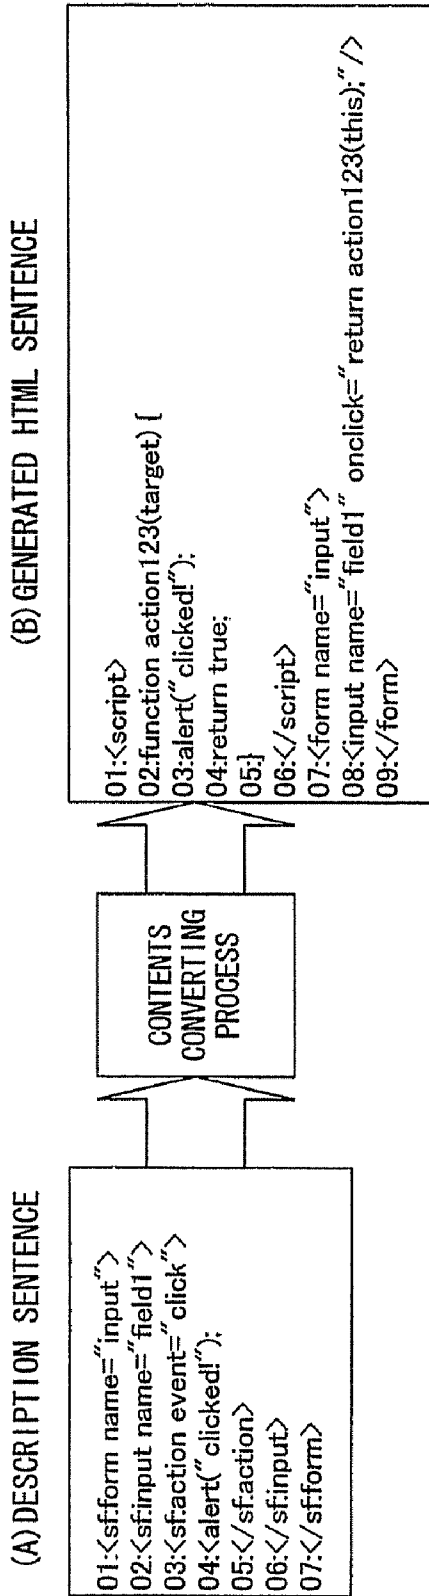 (A)DESCRIPTION SENTENCE
01:<sf:form name="input">
02:<sf:input name="field1">
03:<sf:action event="click">
04:<alert("clicked!");
05:</sf:action>
06:</sf:input>
07:</sf:form>
CONTENTS
CONVERTING
PROCESS
(B)GENERATED HTML SENTENCE
01:<script>
02:function action123(target) {
03:alert("clicked!");
04:return true;
05:}
06:</script>
07:<form name="input">
08:<input name="field1" onclick="return action123(this);"/>
09:</form>